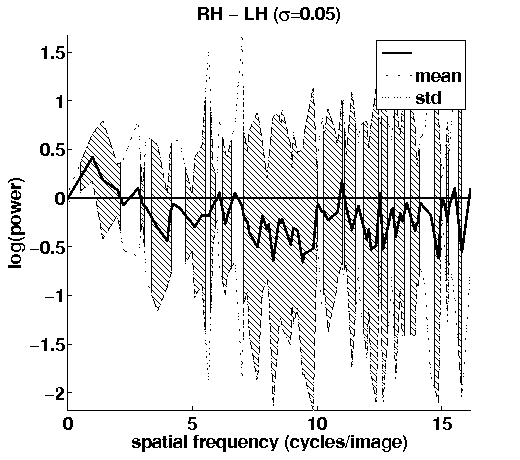 RH − LH (σ=0.05)
1.5
1
0.5
0
−0.5
−1
−1.5
−2
log(power)
mean
std
0 5 10 15
spatial frequency (cycles/image)